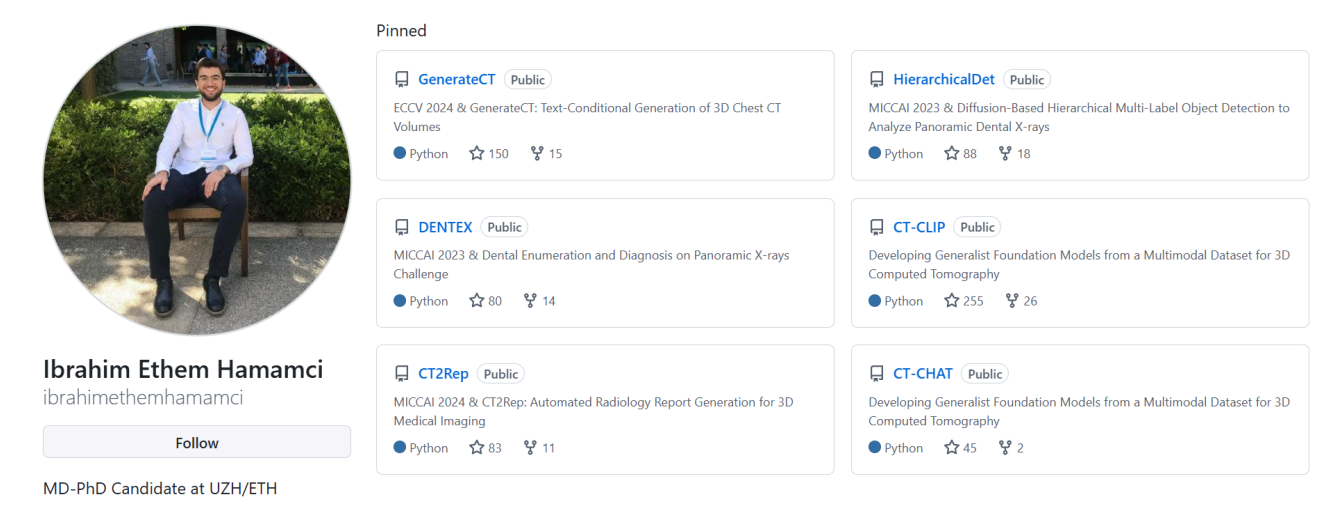 Ibrahim Ethem Hamamci
ibrahimethemhamamci
Follow
MD-PhD Candidate at UZH/ETH
Pinned
GenerateCT Public
ECCV 2024 & GenerateCT: Text-Conditional Generation of 3D Chest CT
Volumes
Python 150 15
HierarchicalDet Public
MICCAI 2023 & Diffusion-Based Hierarchical Multi-Label Object Detection to
Analyze Panoramic Dental X-rays
Python 88 18
DENTEX Public
MICCAI 2023 & Dental Enumeration and Diagnosis on Panoramic X-rays
Challenge
Python 80 14
CT-CLIP Public
Developing Generalist Foundation Models from a Multimodal Dataset for 3D
Computed Tomography
Python 255 26
CT2Rep Public
MICCAI 2024 & CT2Rep: Automated Radiology Report Generation for 3D
Medical Imaging
Python 83 11
CT-CHAT Public
Developing Generalist Foundation Models from a Multimodal Dataset for 3D
Computed Tomography
Python 45 2